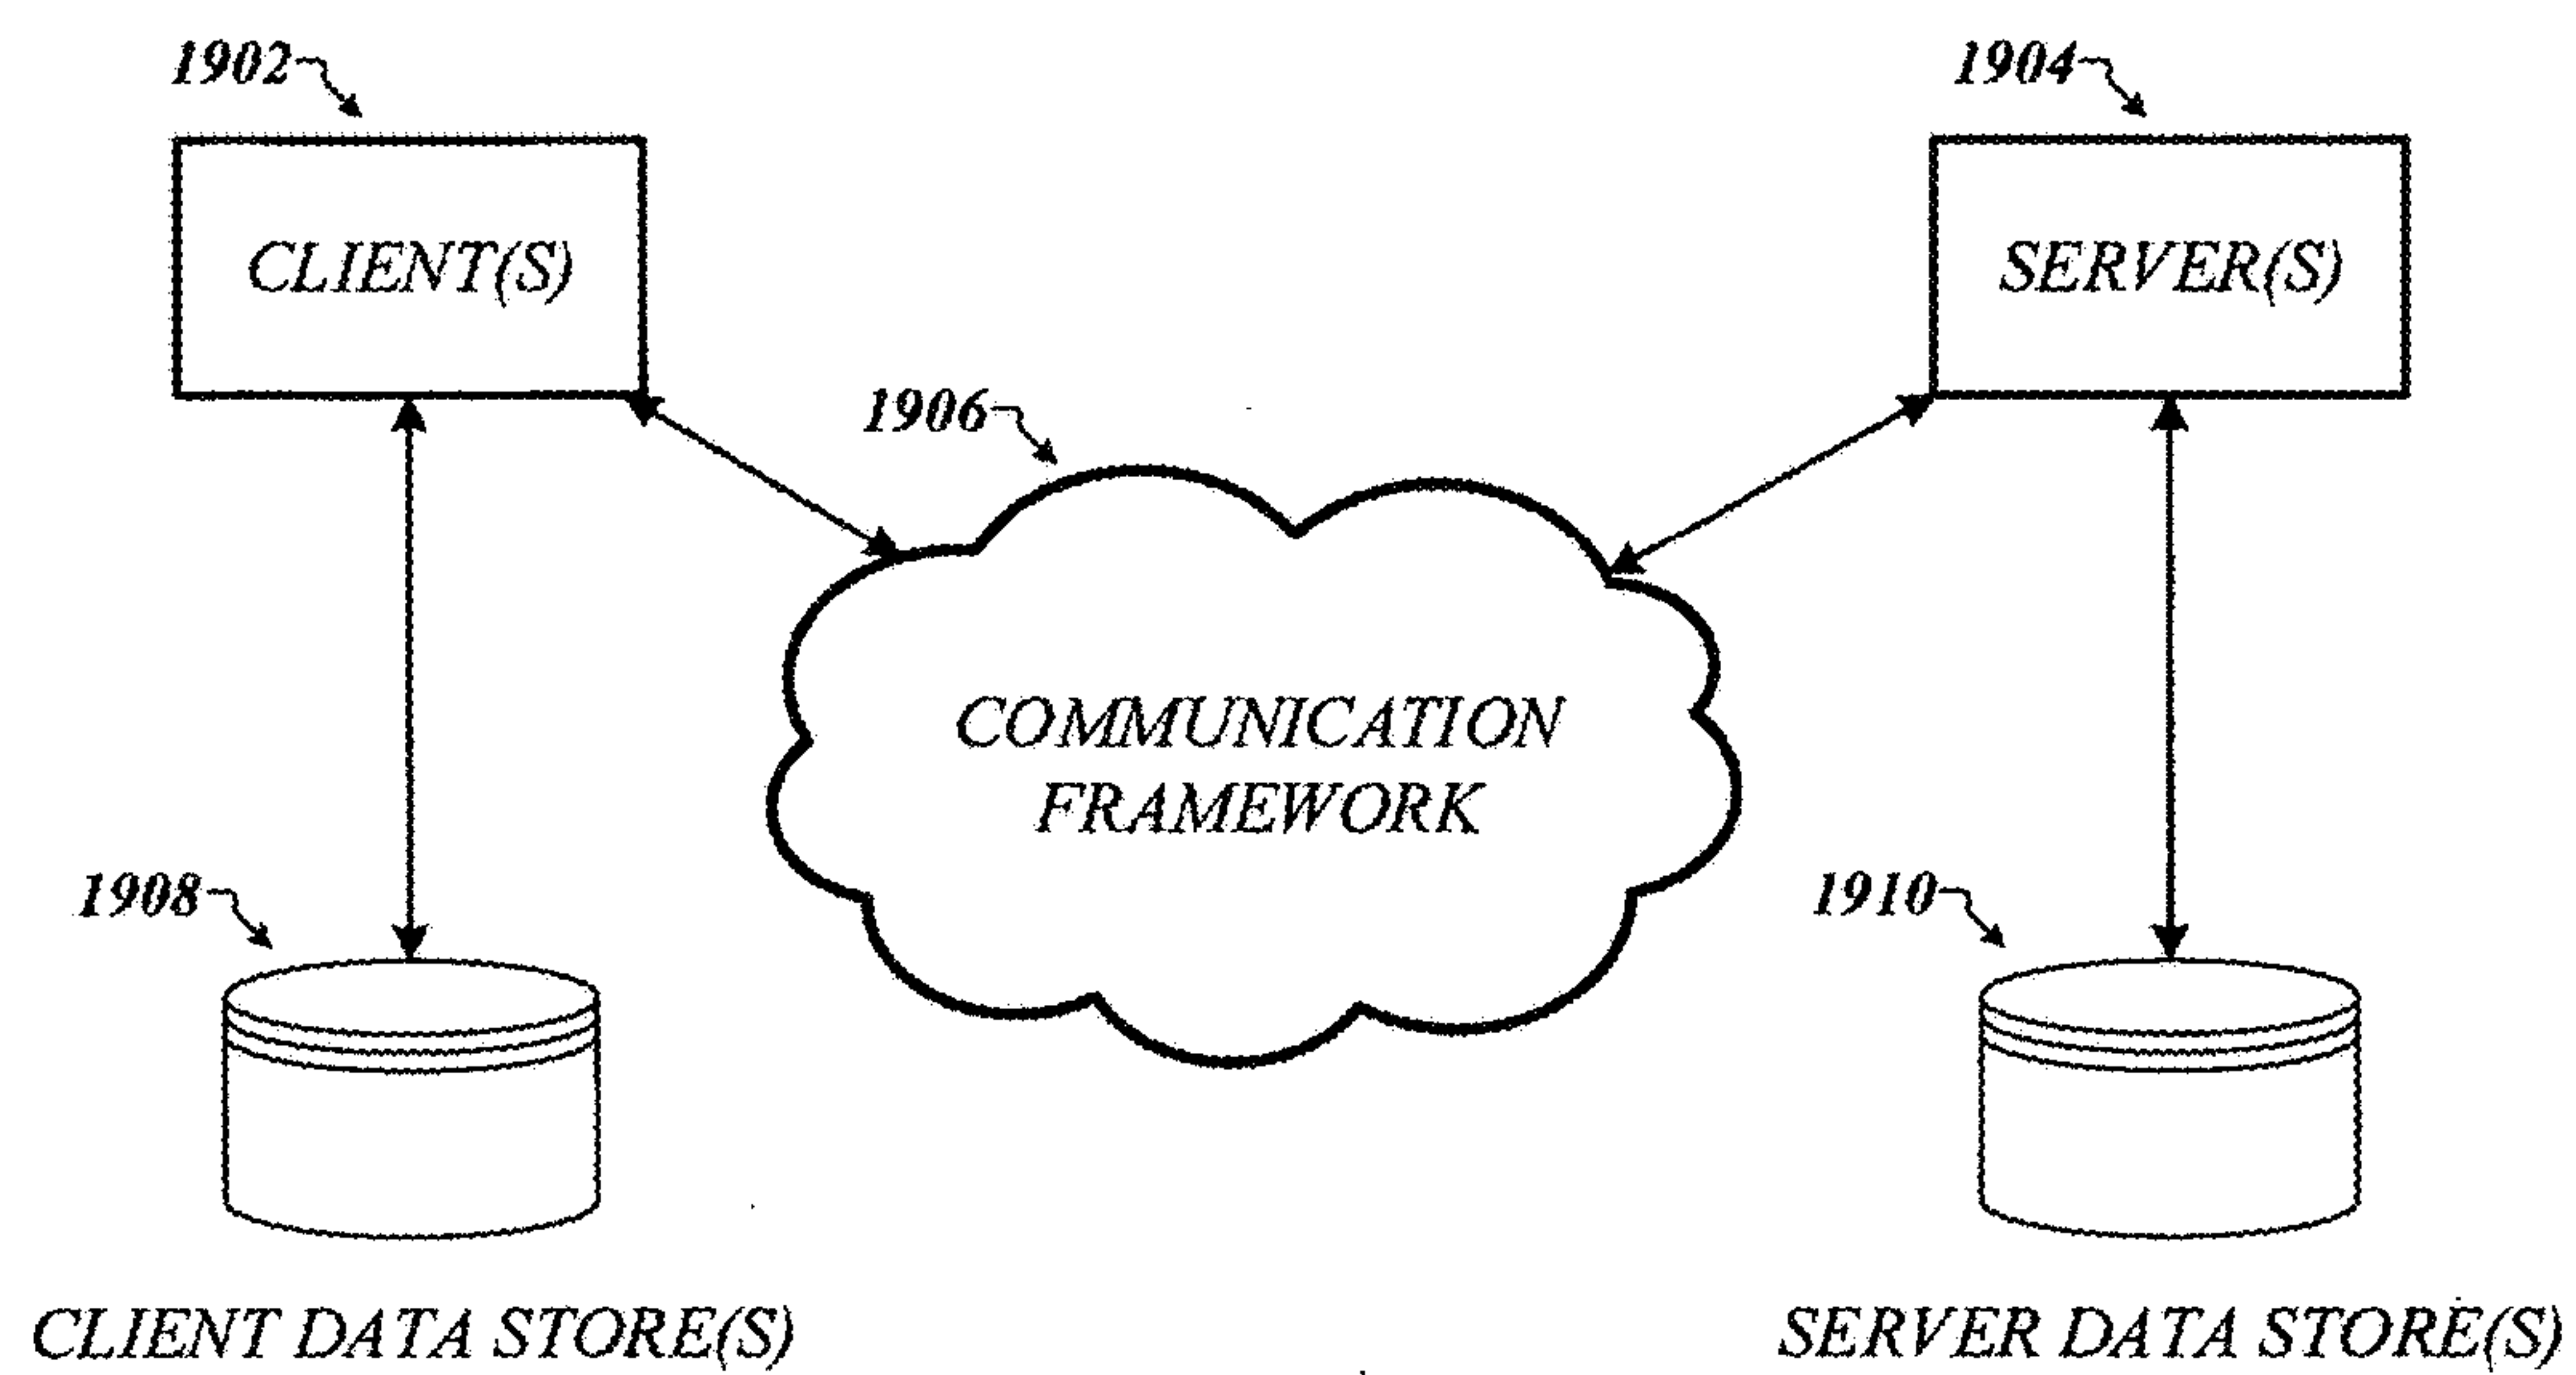 1902
1904
CLIENT(S)
SERVER(S)
1906
COMMUNICATION
FRAMEWORK
1908
1910
CLIENT DATA STORE(S)
SERVER DATA STORE(S)